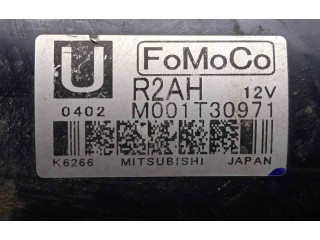 U FoMoCo
R2AH 12V
0402 M001T30971
K6266 MITSUBISHI JAPAN